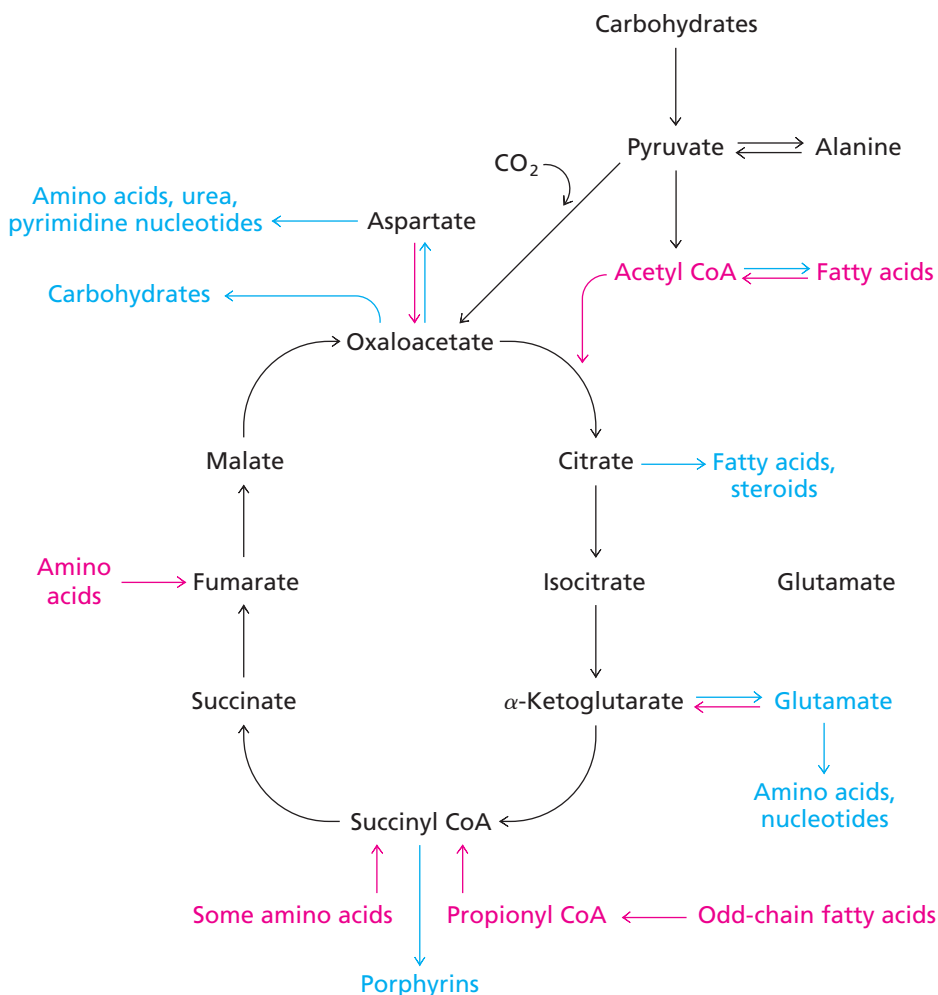 Carbohydrates
Pyruvate
Alanine
CO₂
Amino acids, urea,
pyrimidine nucleotides
Aspartate
Acetyl CoA
Fatty acids
Carbohydrates
Oxaloacetate
Malate
Citrate
Fatty acids,
steroids
Amino
acids
Fumarate
Isocitrate
Glutamate
Succinate
α-Ketoglutarate
Glutamate
Amino acids,
nucleotides
Succinyl CoA
Some amino acids
Propionyl CoA
Odd-chain fatty acids
Porphyrins